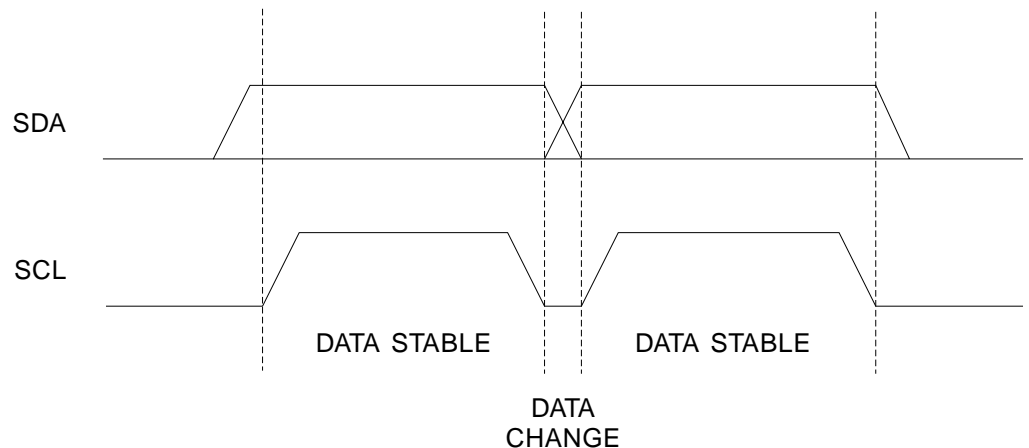 SDA
SCL
DATA STABLE
DATA STABLE
DATA
CHANGE